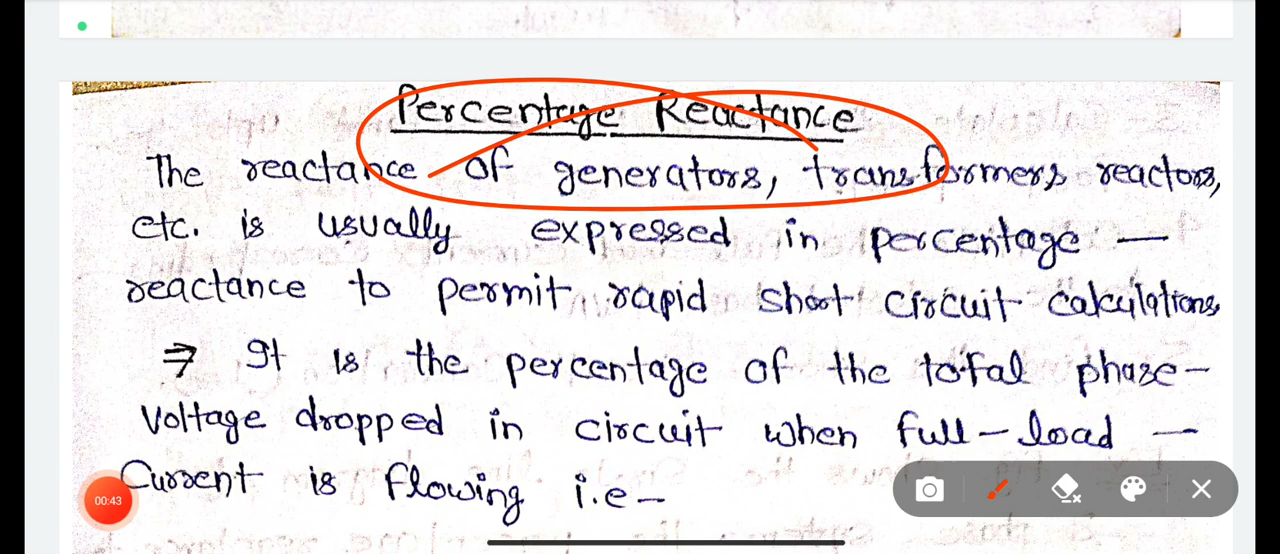 Percentage Reactance
The reactance of generators, transformers reactors,
etc. is usually expressed in percentage —
reactance to permit rapid short circuit calculations
⇒ It is the percentage of the total phase-
Voltage dropped in circuit when full-load —
Current is flowing i.e —
00:43